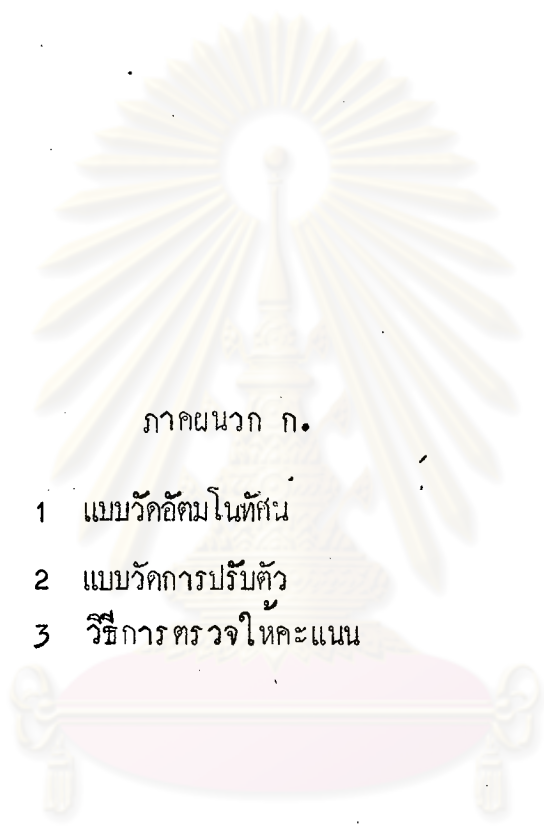 ภาคผนวก ก.
1 แบบวัดอัตมโนทัศน์
2 แบบวัดการปรับตัว
3 วิธีการตรวจให้คะแนน